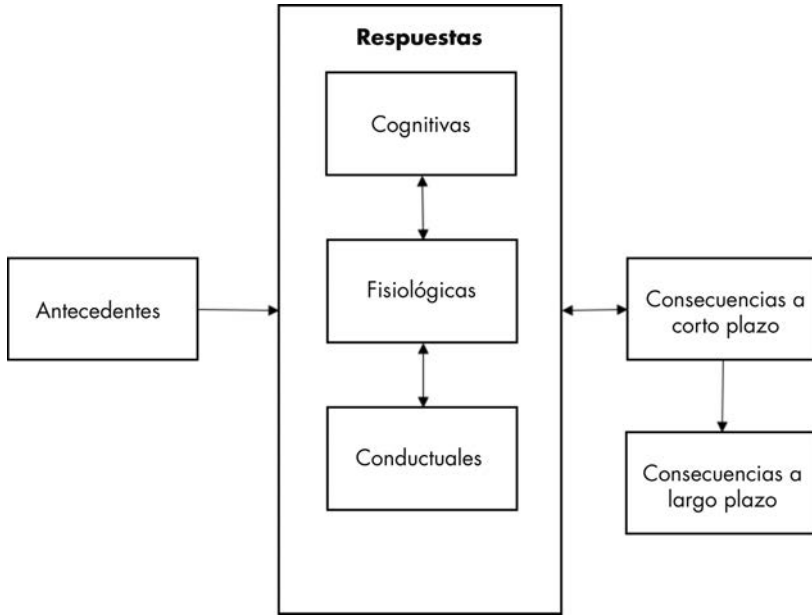 Respuestas
Cognitivas
Fisiológicas
Conductuales
Antecedentes
Consecuencias a
corto plazo
Consecuencias a
largo plazo